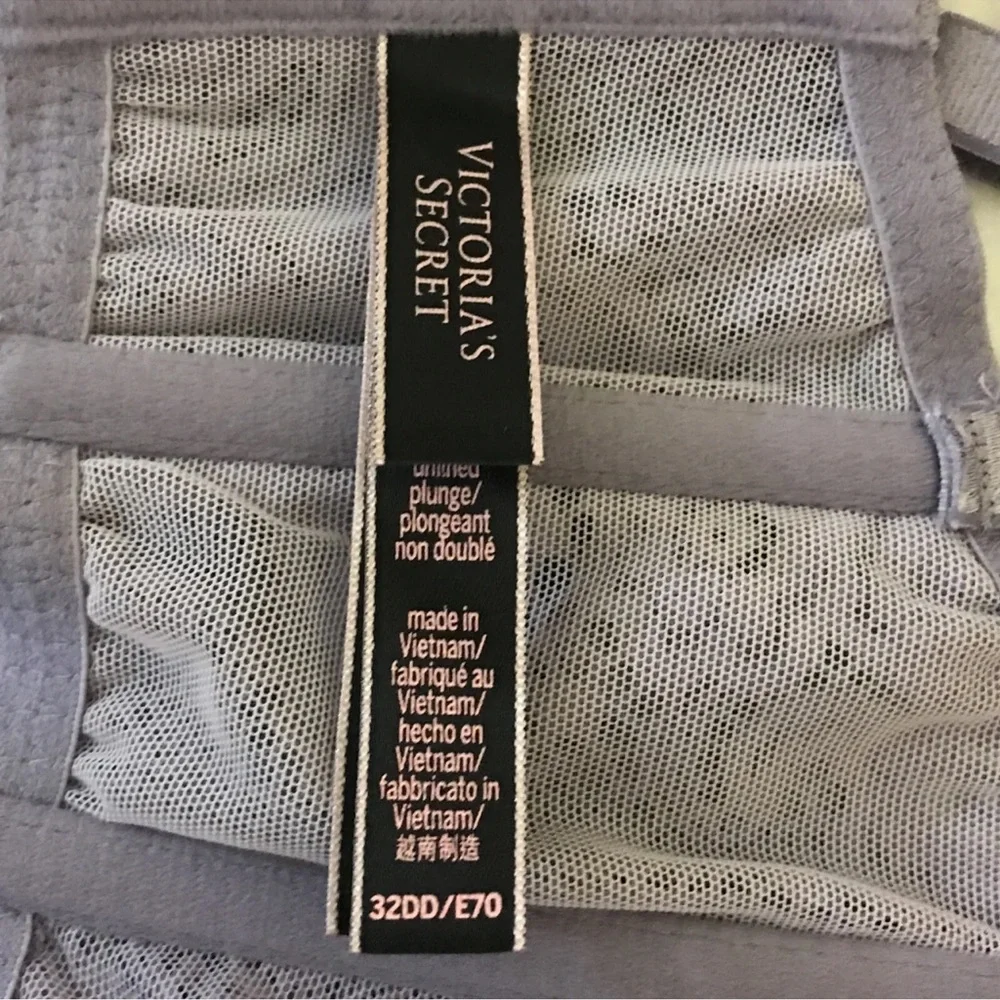 VICTORIA'S
SECRET
unlined
plunge/
plongeant
non doublé
made in
Vietnam/
fabriqué au
Vietnam/
hecho en
Vietnam/
fabbricato in
Vietnam/
越南制造
32DD/E70